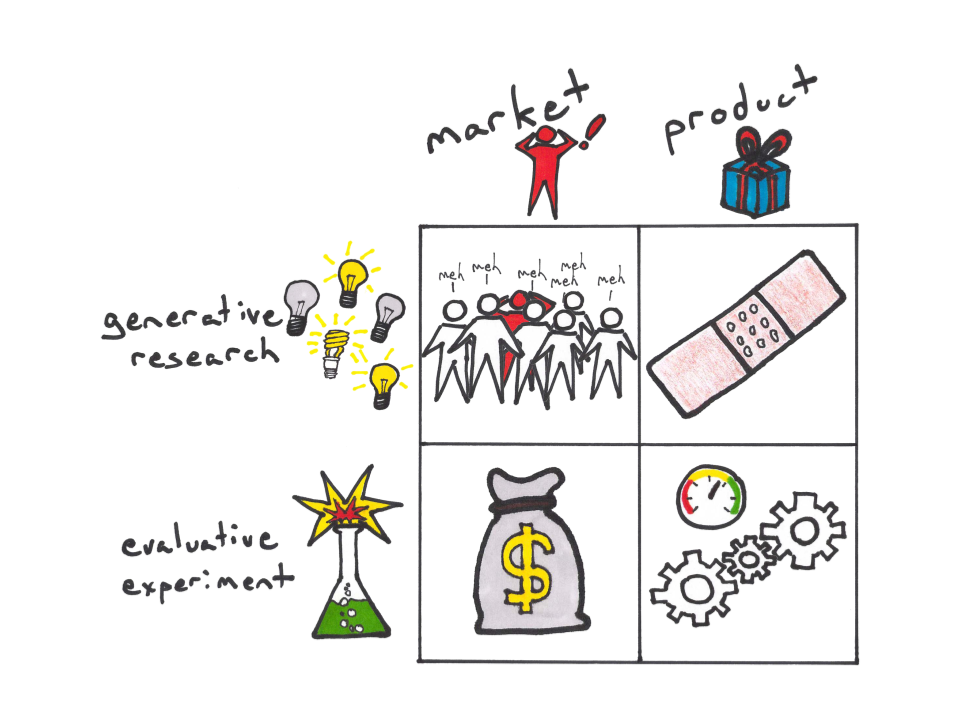 market
product
meh meh meh meh meh meh
generative
research
$
evaluative
experiment